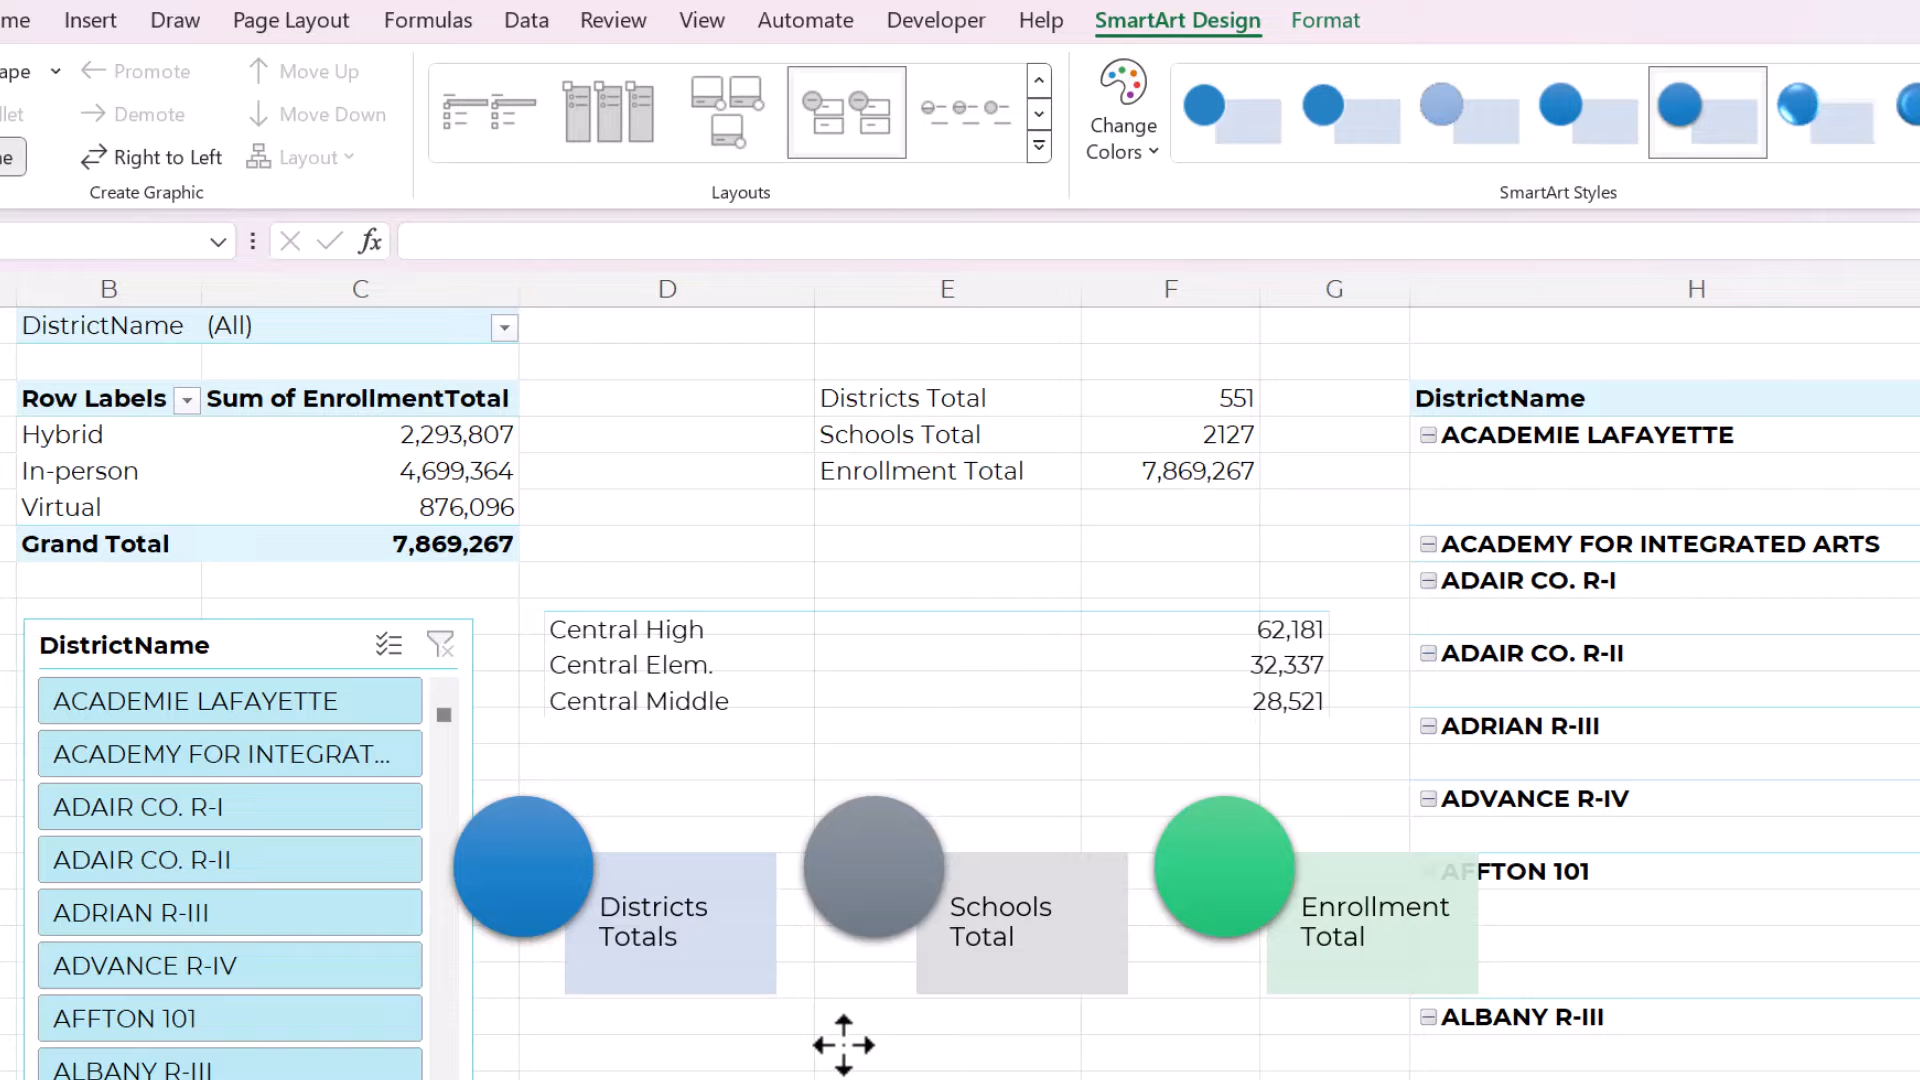 me Insert Draw Page Layout Formulas Data Review View Automate Developer Help SmartArt Design Format
ape Promote Move Up
llet Demote Move Down
ne Right to Left Layout
Create Graphic
Layouts
Change
Colors
SmartArt Styles
fx
B C D E F G H
DistrictName (All)
Row Labels Sum of EnrollmentTotal
Hybrid 2,293,807
In-person 4,699,364
Virtual 876,096
Grand Total 7,869,267
Districts Total 551
Schools Total 2127
Enrollment Total 7,869,267
DistrictName
ACADEMIE LAFAYETTE
ACADEMY FOR INTEGRATED ARTS
ADAIR CO. R-I
ADAIR CO. R-II
ADRIAN R-III
ADVANCE R-IV
AFFTON 101
ALBANY R-III
Central High 62,181
Central Elem. 32,337
Central Middle 28,521
DistrictName
ACADEMIE LAFAYETTE
ACADEMY FOR INTEGRAT...
ADAIR CO. R-I
ADAIR CO. R-II
ADRIAN R-III
ADVANCE R-IV
AFFTON 101
ALBANY R-III
Districts
Totals
Schools
Total
Enrollment
Total